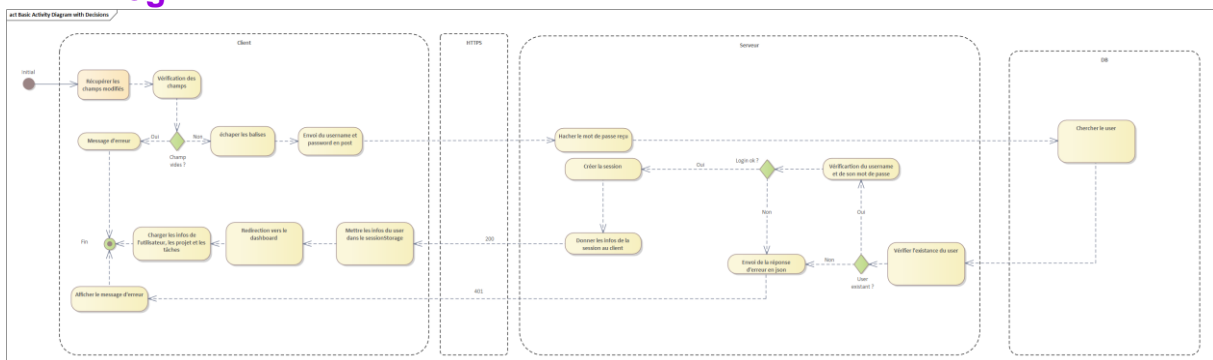 act Basic Activity Diagram with Decisions
Client
HTTPS
Serveur
DB
Initial
Récupérer les
champs modifiés
Vérification des
champs
Message d'erreur
Oui
Non
Champ
vides ?
échaper les balises
Envoi du username et
password en post
Hacher le mot de passe reçu
Chercher le user
Créer la session
Oui
Login ok ?
Vérification du username
et de son mot de passe
Non
Oui
Fin
Charger les infos de
l'utilisateur, les projet et les
tâches
Redirection vers le
dashboard
Mettre les infos du user
dans le sessionStorage
200
Donner les infos de la
session au client
Envoi de la réponse
d'erreur en json
Non
User
existant ?
Vérifier l'existance du user
Afficher le message d'erreur
401